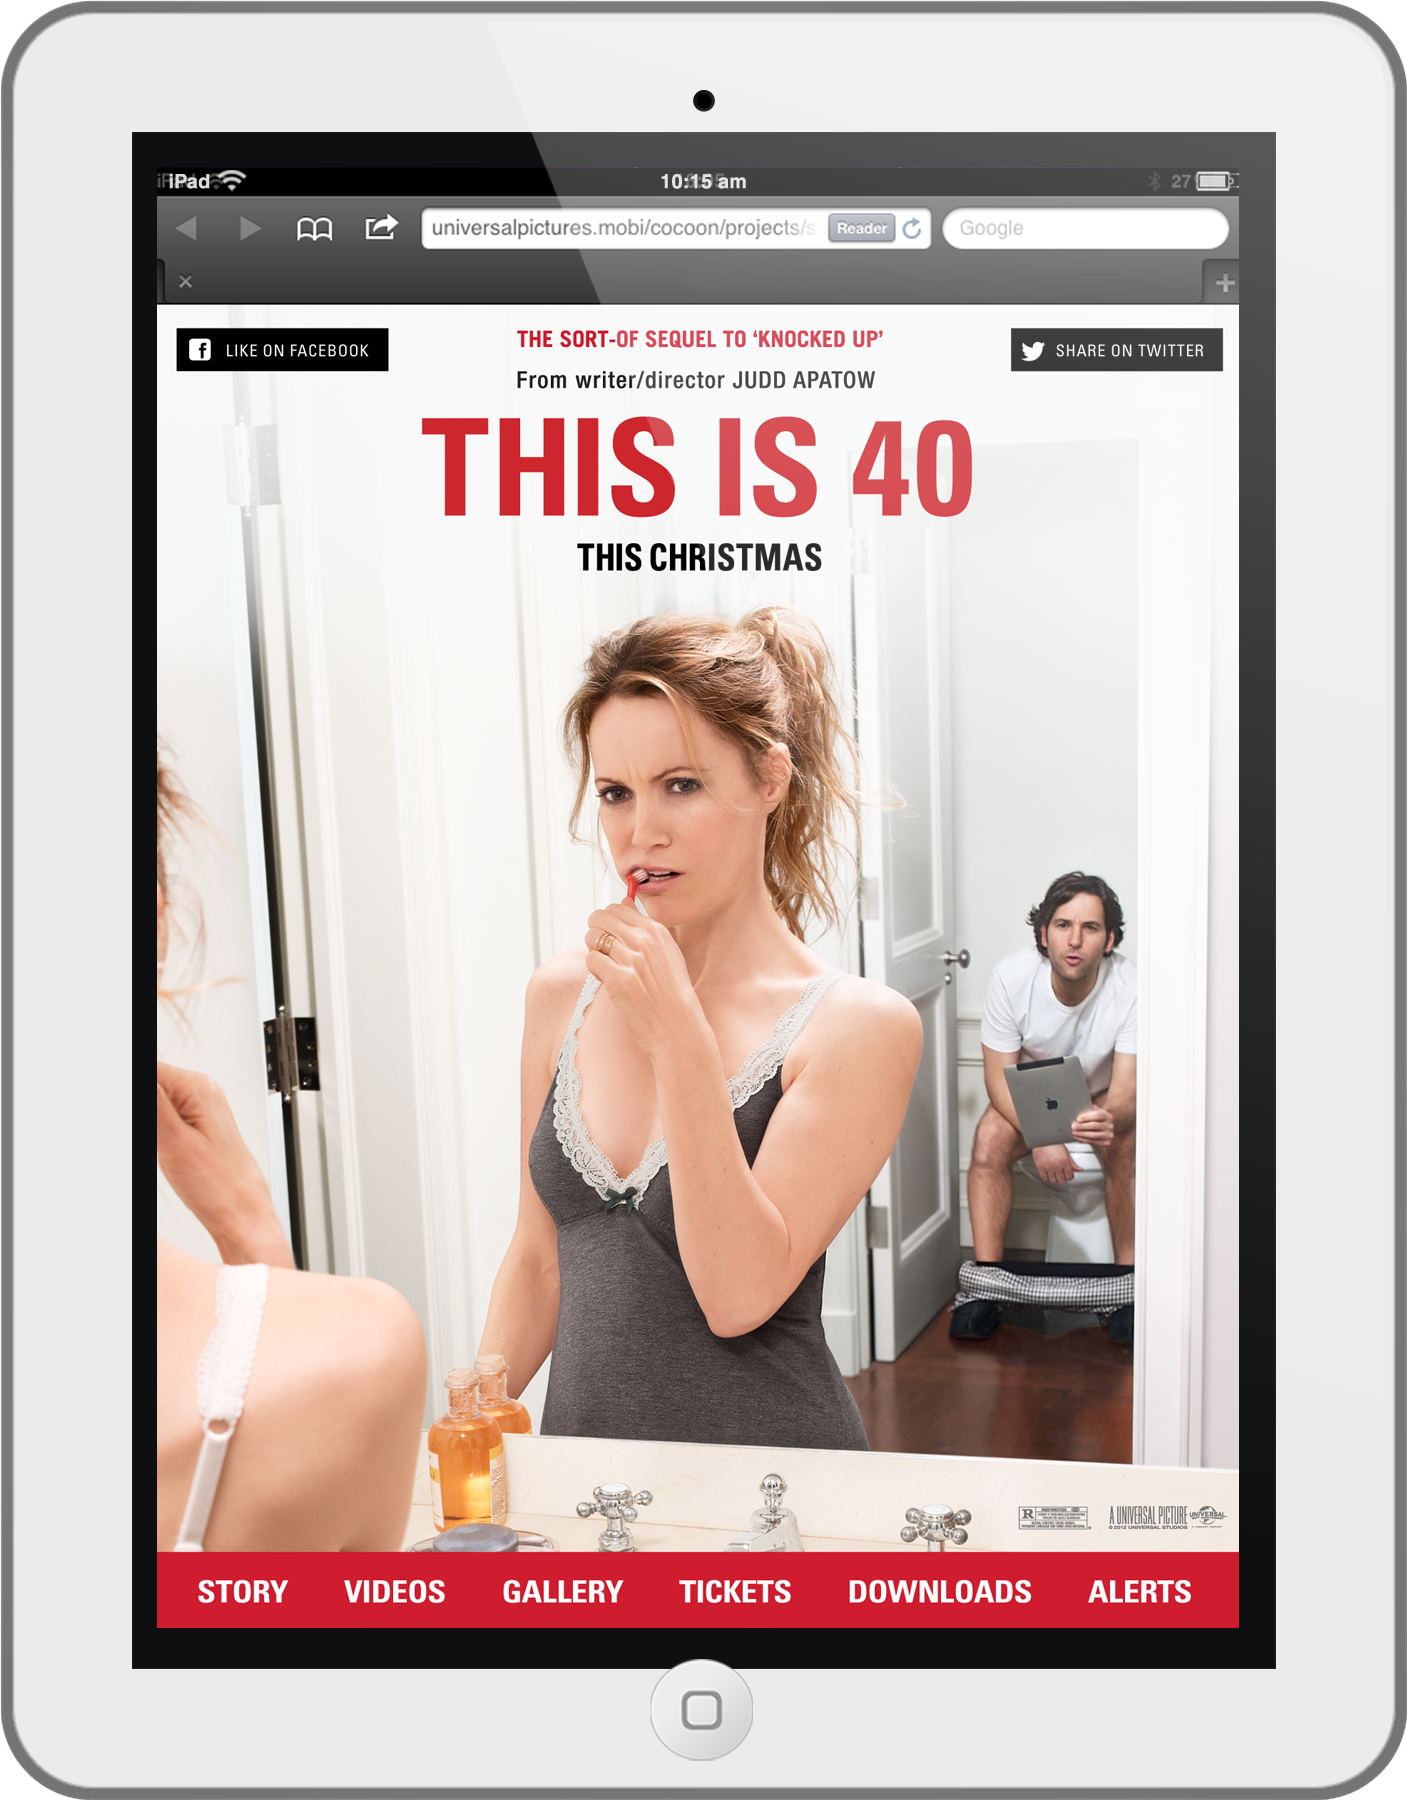 iPad 10:15 am 27
universalpictures.mobi/cocoon/projects/s Reader Google
LIKE ON FACEBOOK
THE SORT-OF SEQUEL TO ‘KNOCKED UP’
SHARE ON TWITTER
From writer/director JUDD APATOW
THIS IS 40
THIS CHRISTMAS
R RESTRICTED
A UNIVERSAL PICTURE UNIVERSAL
© 2012 UNIVERSAL STUDIOS
STORY VIDEOS GALLERY TICKETS DOWNLOADS ALERTS